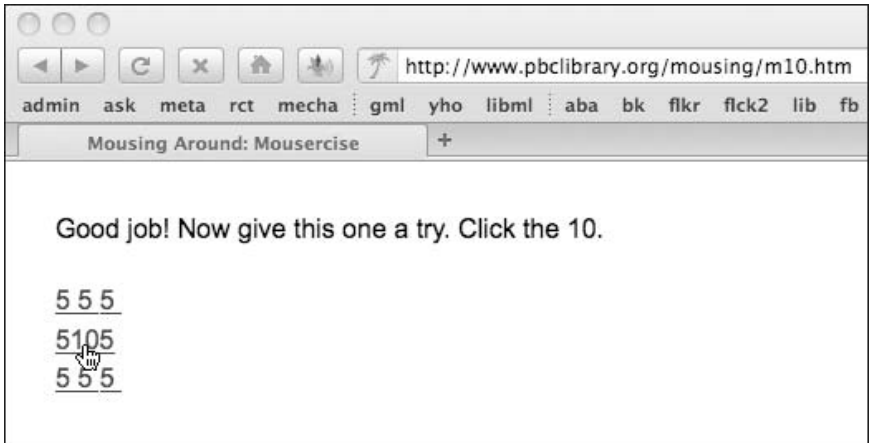 http://www.pbclibrary.org/mousing/m10.htm
admin ask meta rct mecha gml yho libml aba bk flkr flck2 lib fb
Mousing Around: Mousercise +
Good job! Now give this one a try. Click the 10.
5 5 5
5105
5 5 5